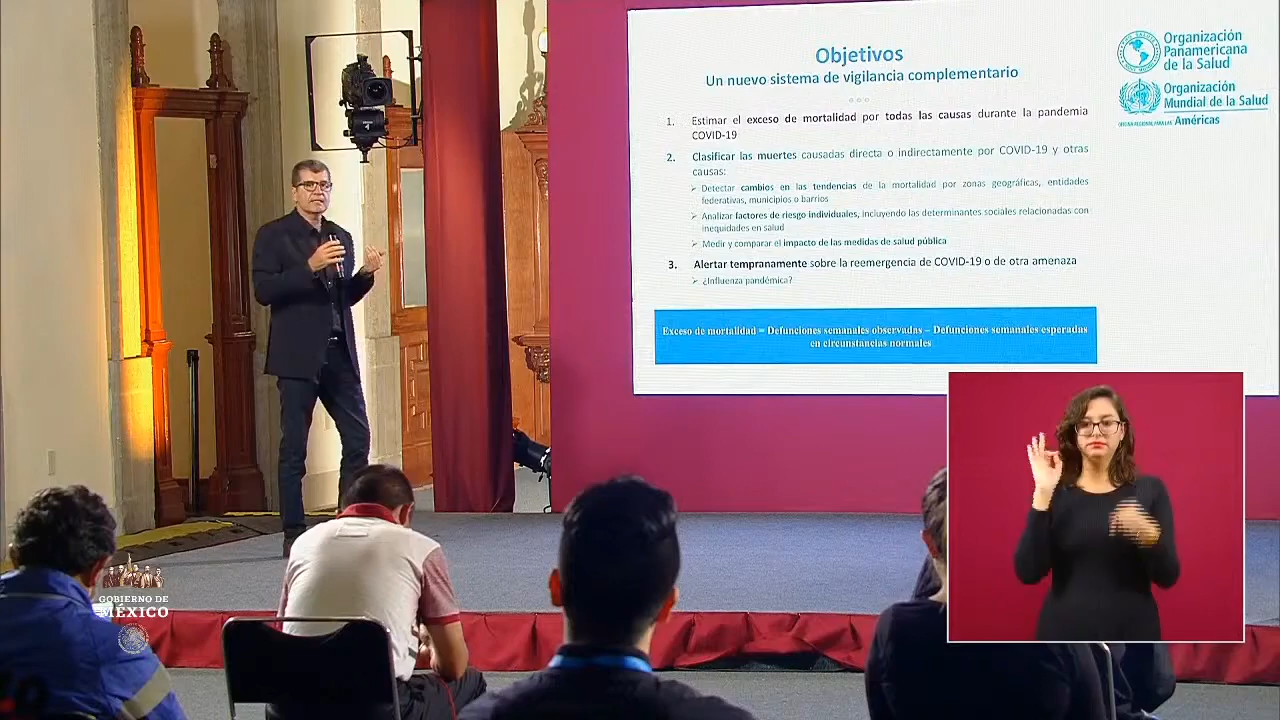 Objetivos
Un nuevo sistema de vigilancia complementario
1. Estimar el exceso de mortalidad por todas las causas durante la pandemia
COVID-19
2. Clasificar las muertes causadas directa o indirectamente por COVID-19 y otras
causas:
➢ Detectar cambios en las tendencias de la mortalidad por zonas geográficas, entidades
federativas, municipios o barrios
➢ Analizar factores de riesgo individuales, incluyendo las determinantes sociales relacionadas con
inequidades en salud
➢ Medir y comparar el impacto de las medidas de salud pública
3. Alertar tempranamente sobre la reemergencia de COVID-19 o de otra amenaza
➢ ¿Influenza pandémica?
Exceso de mortalidad = Defunciones semanales observadas – Defunciones semanales esperadas
en circunstancias normales
Organización
Panamericana
de la Salud
Organización
Mundial de la Salud
OFICINA REGIONAL PARA LAS Américas
GOBIERNO DE
MÉXICO